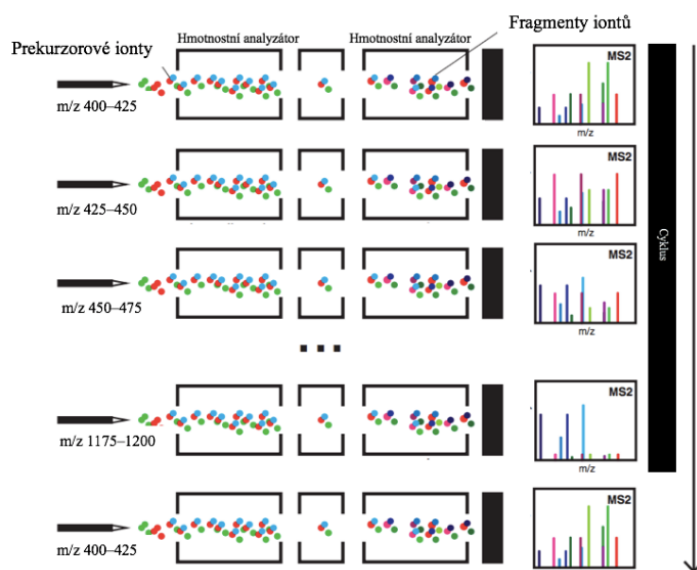 Hmotnostní analyzátor
Hmotnostní analyzátor
Fragmenty iontů
Prekurzorové ionty
MS2
m/z 400–425
m/z
MS2
m/z 425–450
m/z
Cyklus
MS2
m/z 450–475
m/z
MS2
m/z 1175–1200
m/z
MS2
m/z 400–425